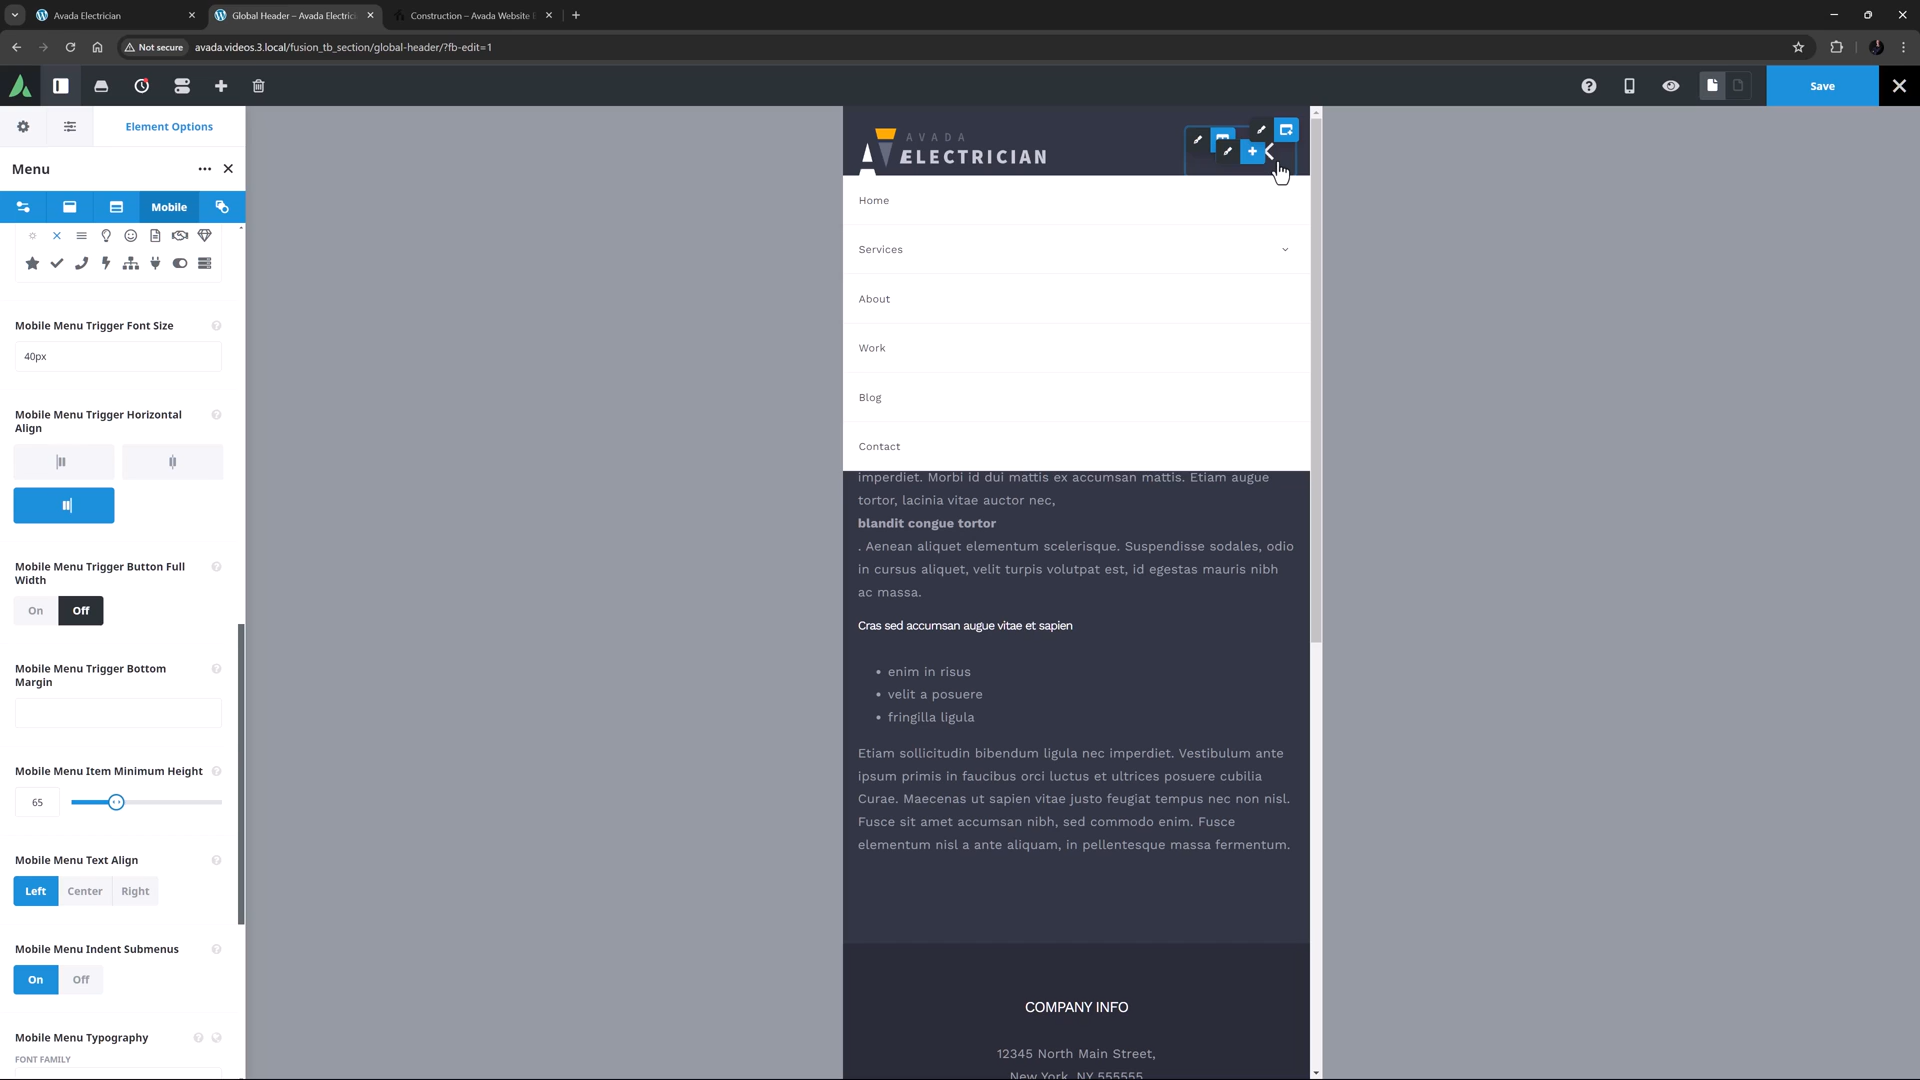 Avada Electrician
Global Header – Avada Electric
Construction – Avada Website
Not secure
avada.videos.3.local/fusion_tb_section/global-header/?fb-edit=1
Save
Element Options
Menu
Mobile
Mobile Menu Trigger Font Size
40px
Mobile Menu Trigger Horizontal
Align
Mobile Menu Trigger Button Full
Width
On
Off
Mobile Menu Trigger Bottom
Margin
Mobile Menu Item Minimum Height
65
Mobile Menu Text Align
Left
Center
Right
Mobile Menu Indent Submenus
On
Off
Mobile Menu Typography
FONT FAMILY
AVADA
ELECTRICIAN
Home
Services
About
Work
Blog
Contact
imperdiet. Morbi id dui mattis ex accumsan mattis. Etiam augue
tortor, lacinia vitae auctor nec,
blandit congue tortor
. Aenean aliquet elementum scelerisque. Suspendisse sodales, odio
in cursus aliquet, velit turpis volutpat est, id egestas mauris nibh
ac massa.
Cras sed accumsan augue vitae et sapien
• enim in risus
• velit a posuere
• fringilla ligula
Etiam sollicitudin bibendum ligula nec imperdiet. Vestibulum ante
ipsum primis in faucibus orci luctus et ultrices posuere cubilia
Curae. Maecenas ut sapien vitae justo feugiat tempus nec non nisl.
Fusce sit amet accumsan nibh, sed commodo enim. Fusce
elementum nisl a ante aliquam, in pellentesque massa fermentum.
COMPANY INFO
12345 North Main Street,
New York, NY 555555